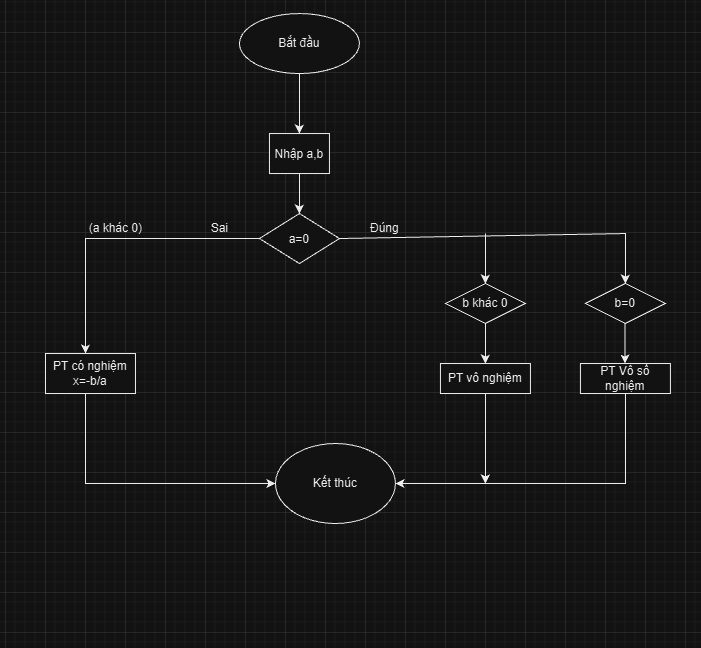 Bắt đầu
Nhập a,b
(a khác 0)
Sai
a=0
Đúng
b khác 0
b=0
PT có nghiệm
x=-b/a
PT vô nghiệm
PT Vô số
nghiệm
Kết thúc